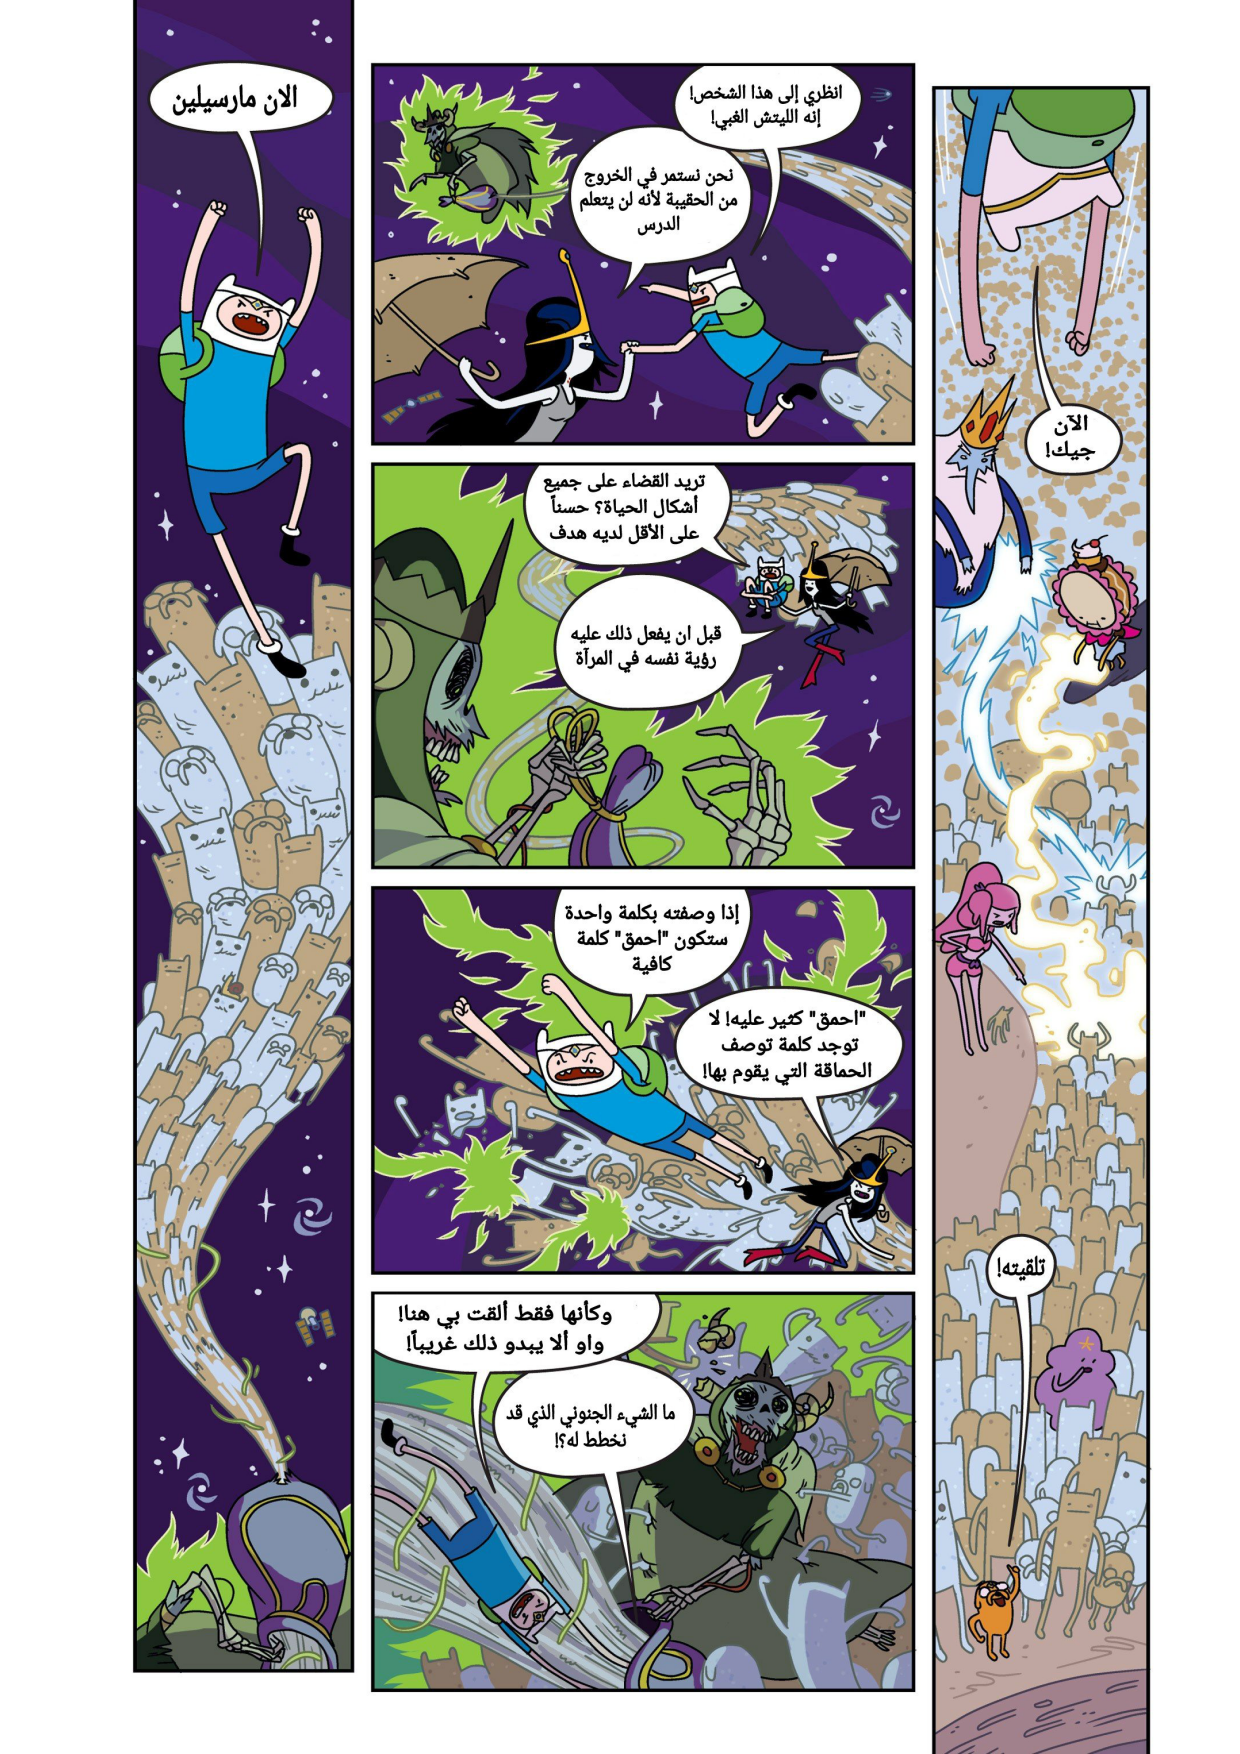 الان مارسيلين
انظري إلى هذا الشخص!
إنه الليتش الغبي!
نحن نستمر في الخروج
من الحقيبة لأنه لن يتعلم
الدرس
تريد القضاء على جميع
أشكال الحياة؟ حسناً
على الأقل لديه هدف
قبل ان يفعل ذلك عليه
رؤية نفسه في المرآة
إذا وصفته بكلمة واحدة
ستكون "احمق" كلمة
كافية
"احمق" كثير عليه! لا
توجد كلمة توصف
الحماقة التي يقوم بها!
وكأنها فقط ألقت بي هنا!
واو ألا يبدو ذلك غريباً!
ما الشيء الجنوني الذي قد
نخطط له؟!
الآن
جيك!
تلقيته!